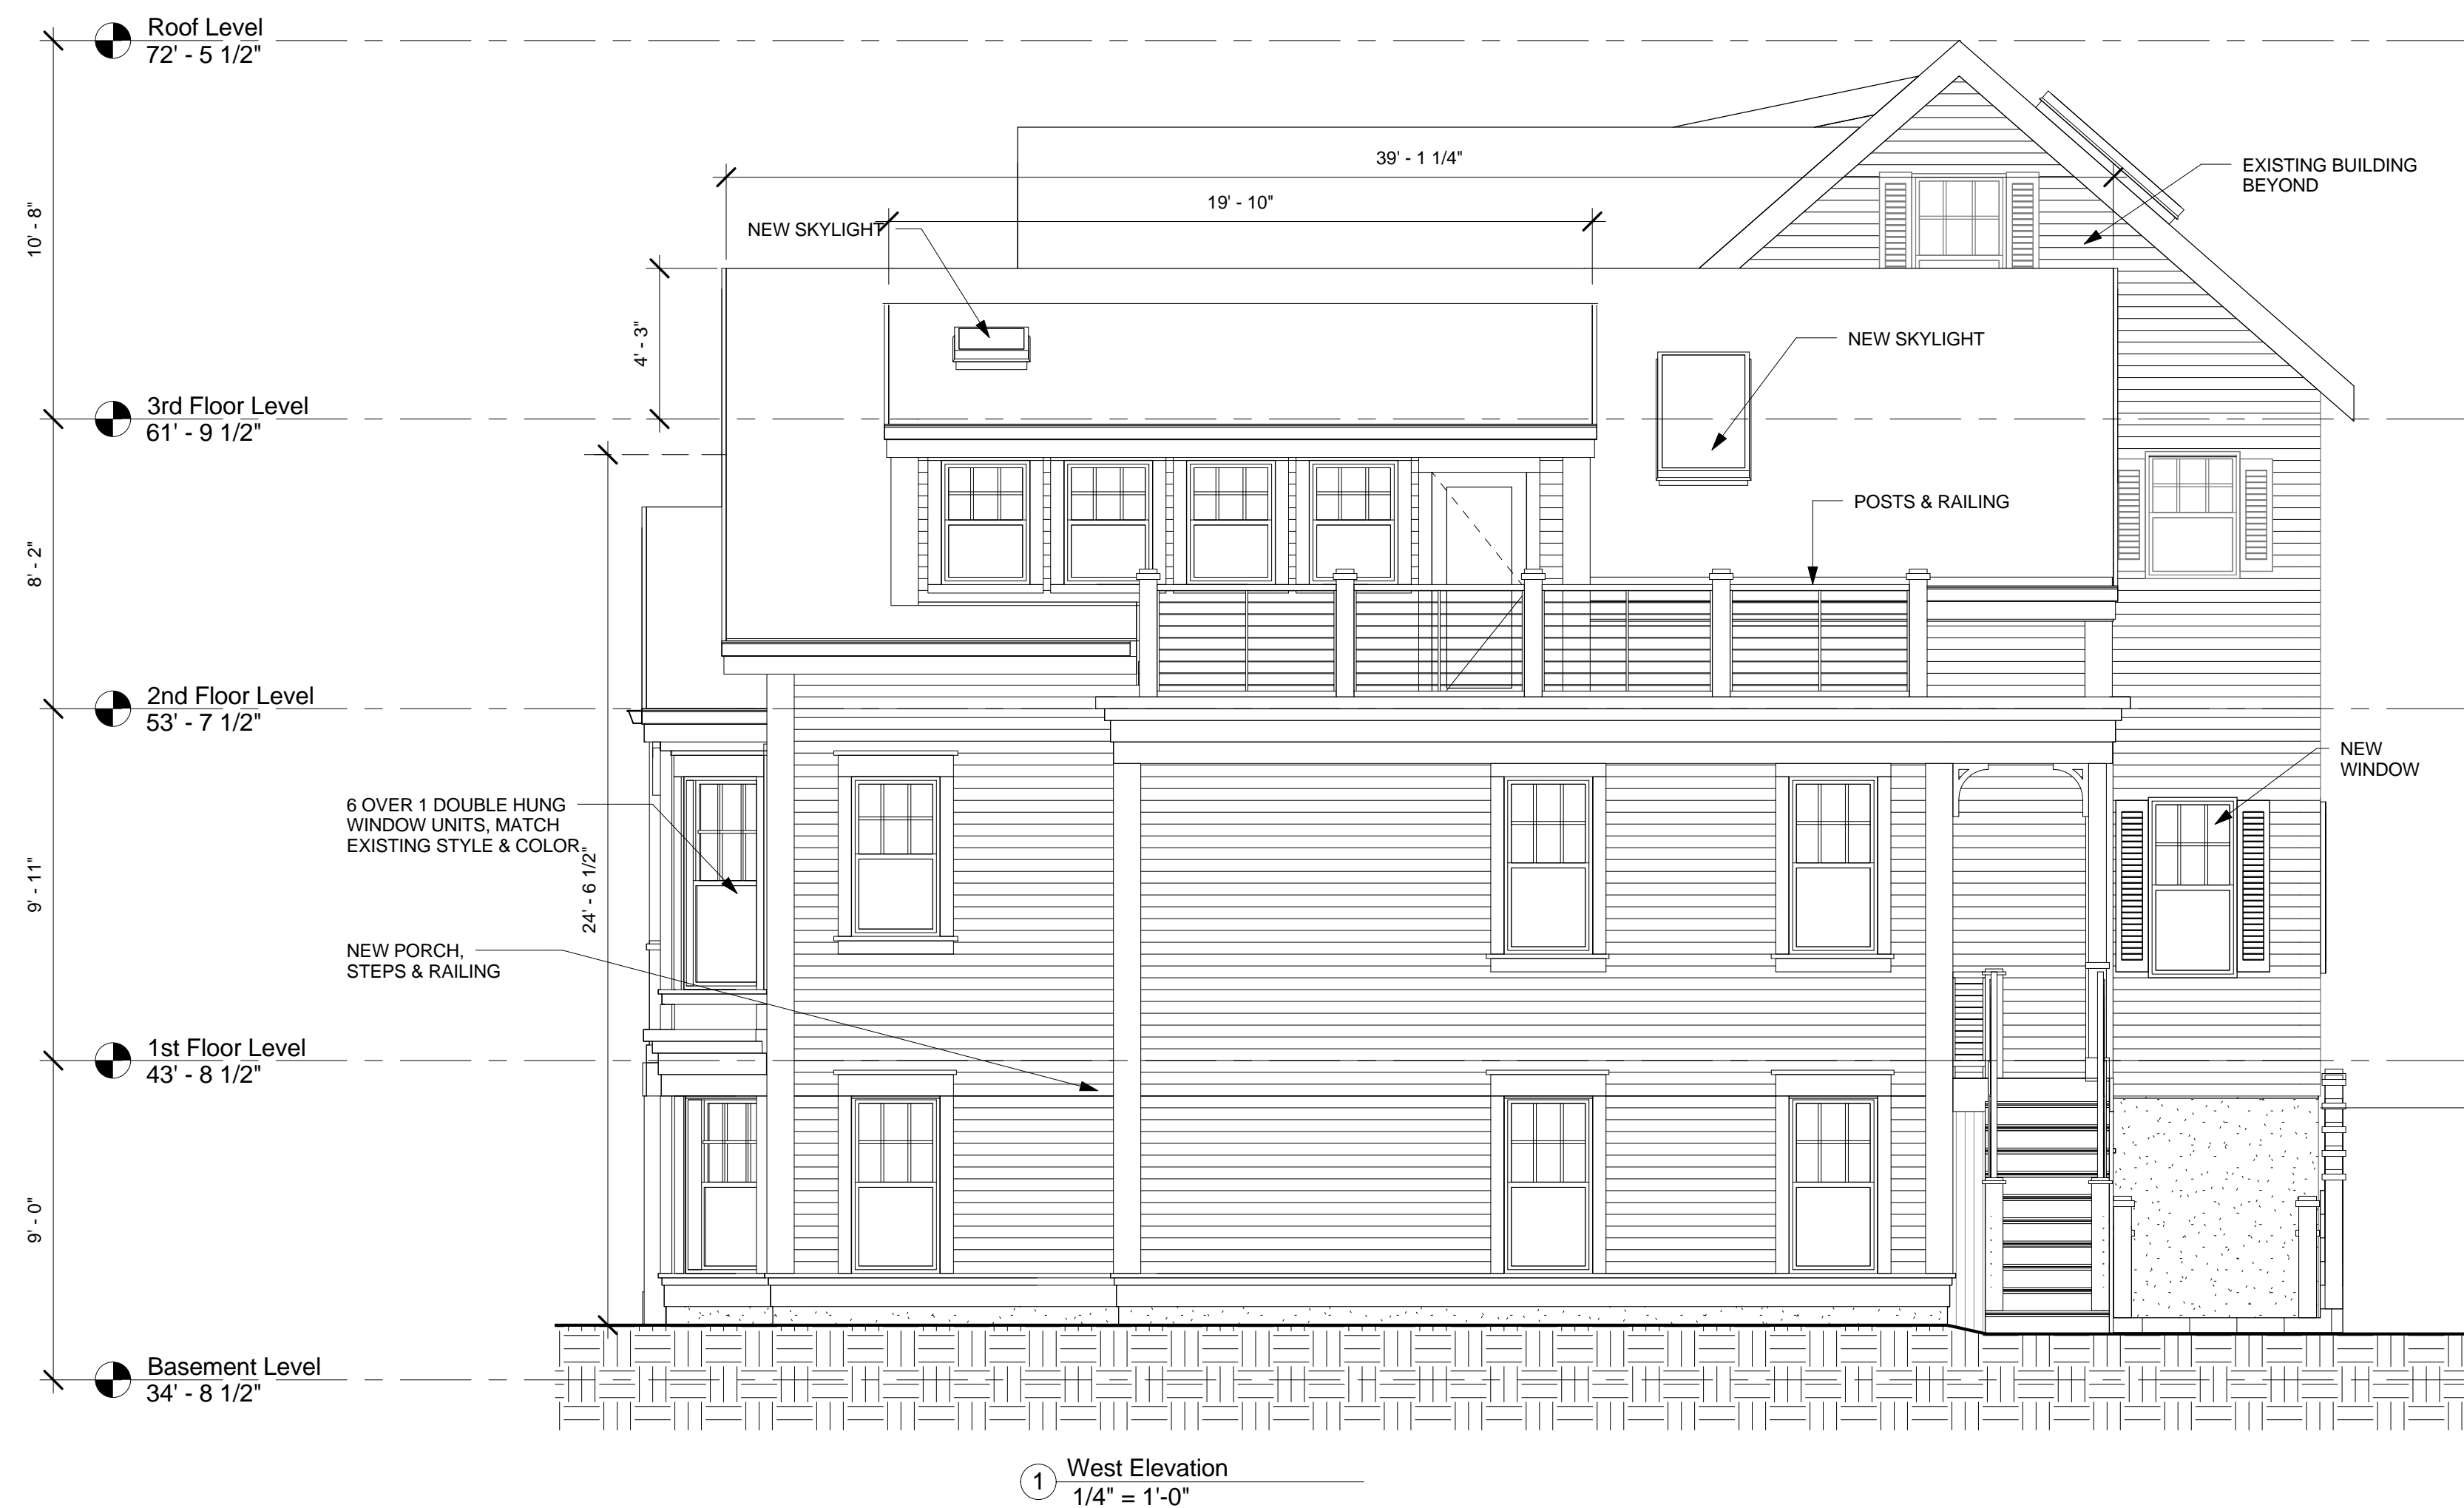 Roof Level
72' - 5 1/2"
39' - 1 1/4"
EXISTING BUILDING
BEYOND
19' - 10"
NEW SKYLIGHT
10' - 8"
4' - 3"
NEW SKYLIGHT
3rd Floor Level
61' - 9 1/2"
POSTS & RAILING
8' - 2"
2nd Floor Level
53' - 7 1/2"
NEW
WINDOW
6 OVER 1 DOUBLE HUNG
WINDOW UNITS, MATCH
EXISTING STYLE & COLOR.
24' - 6 1/2"
9' - 11"
NEW PORCH,
STEPS & RAILING
1st Floor Level
43' - 8 1/2"
9' - 0"
Basement Level
34' - 8 1/2"
1
West Elevation
1/4" = 1'-0"